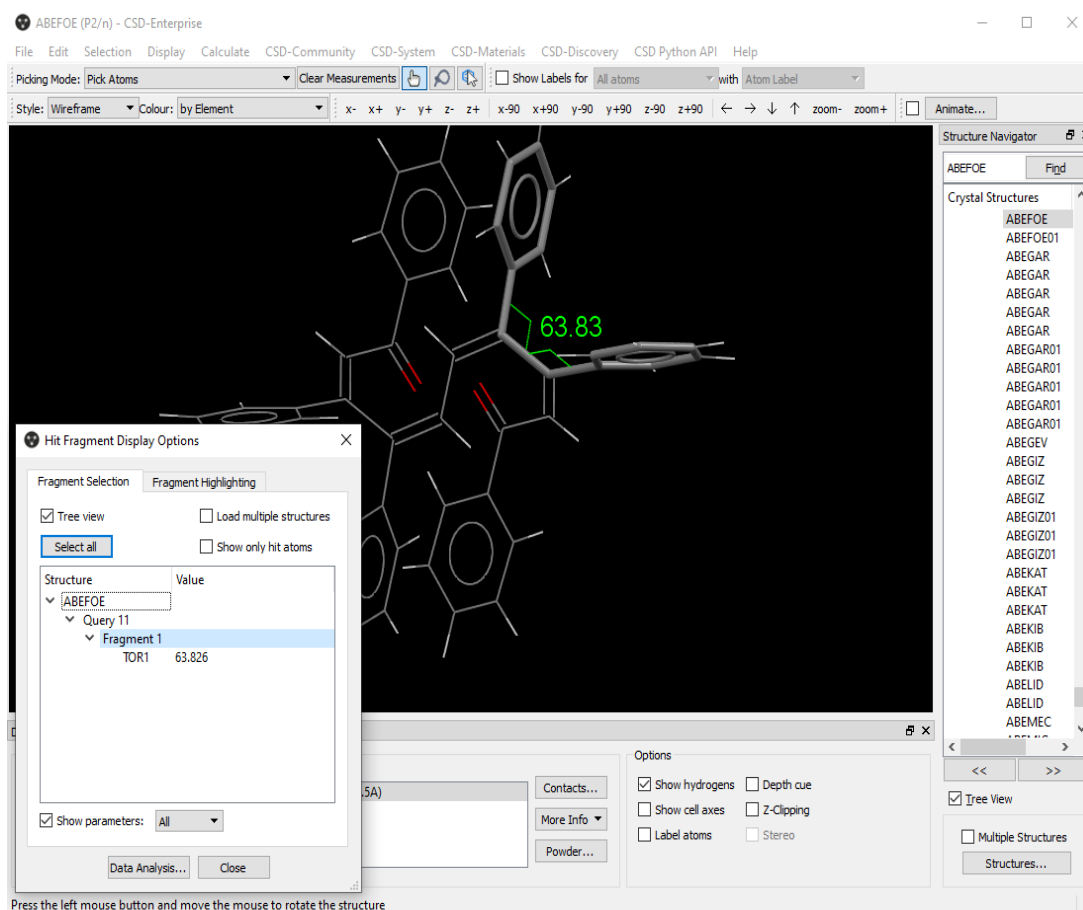 ABEFOE (P2/n) - CSD-Enterprise
File Edit Selection Display Calculate CSD-Community CSD-System CSD-Materials CSD-Discovery CSD Python API Help
Picking Mode: Pick Atoms Clear Measurements Show Labels for All atoms with Atom Label
Style: Wireframe Colour: by Element x- x+ y- y+ z- z+ x-90 x+90 y-90 y+90 z-90 z+90 ← → ↓ ↑ zoom- zoom+ Animate...
63.83
Structure Navigator
ABEFOE Find
Crystal Structures
ABEFOE
ABEFOE01
ABEGAR
ABEGAR
ABEGAR
ABEGAR
ABEGAR
ABEGAR01
ABEGAR01
ABEGAR01
ABEGAR01
ABEGAR01
ABEGEV
ABEGIZ
ABEGIZ
ABEGIZ
ABEGIZ01
ABEGIZ01
ABEGIZ01
ABEKAT
ABEKAT
ABEKAT
ABEKIB
ABEKIB
ABEKIB
ABELID
ABELID
ABEMEC
<< >>
Tree View
Multiple Structures
Structures...
Hit Fragment Display Options
Fragment Selection Fragment Highlighting
Tree view Load multiple structures
Select all Show only hit atoms
Structure Value
ABEFOE
Query 11
Fragment 1
TOR1 63.826
Show parameters: All
Data Analysis... Close
.5A)
Contacts...
More Info
Powder...
Options
Show hydrogens Depth cue
Show cell axes Z-Clipping
Label atoms Stereo
Press the left mouse button and move the mouse to rotate the structure